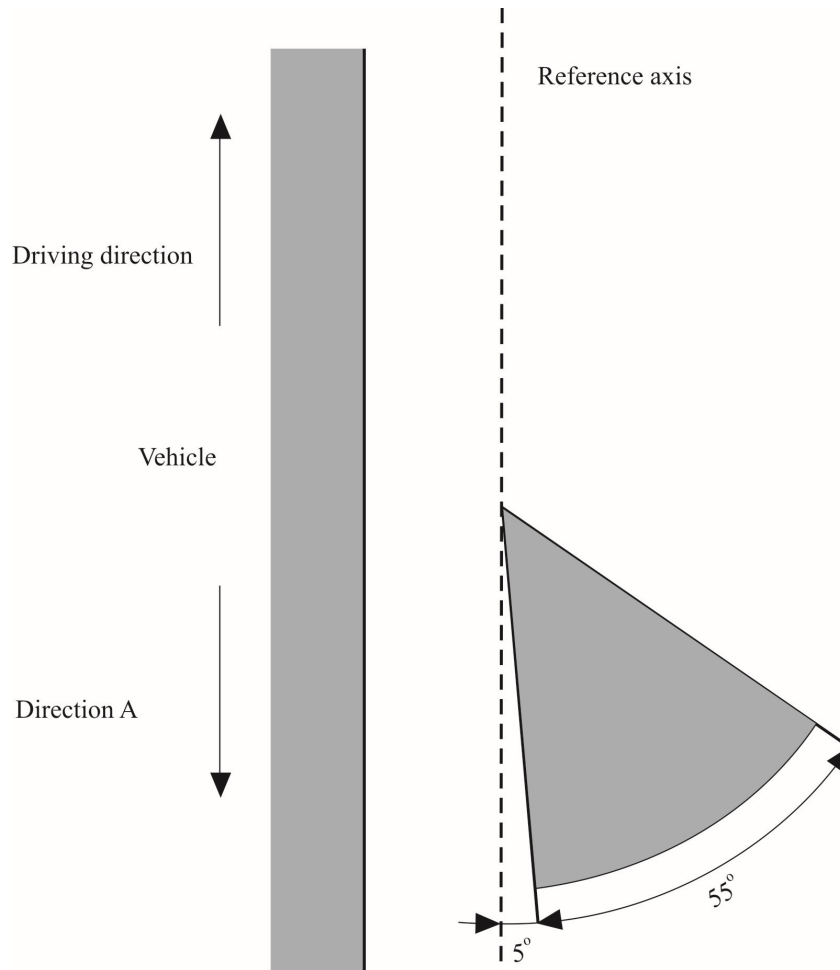 Reference axis
Driving direction
Vehicle
Direction A
55°
5°